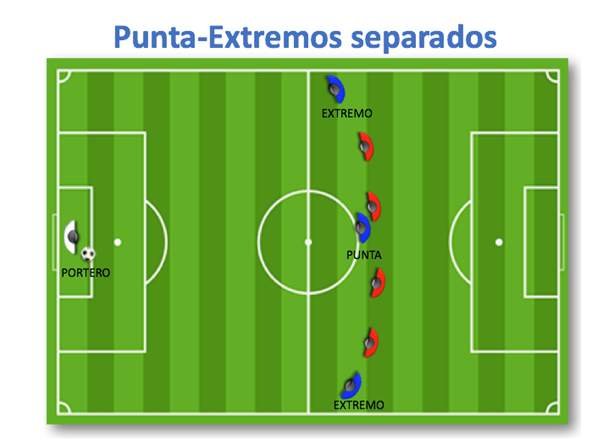 Punta-Extremos separados
EXTREMO
PUNTA
PORTERO
EXTREMO